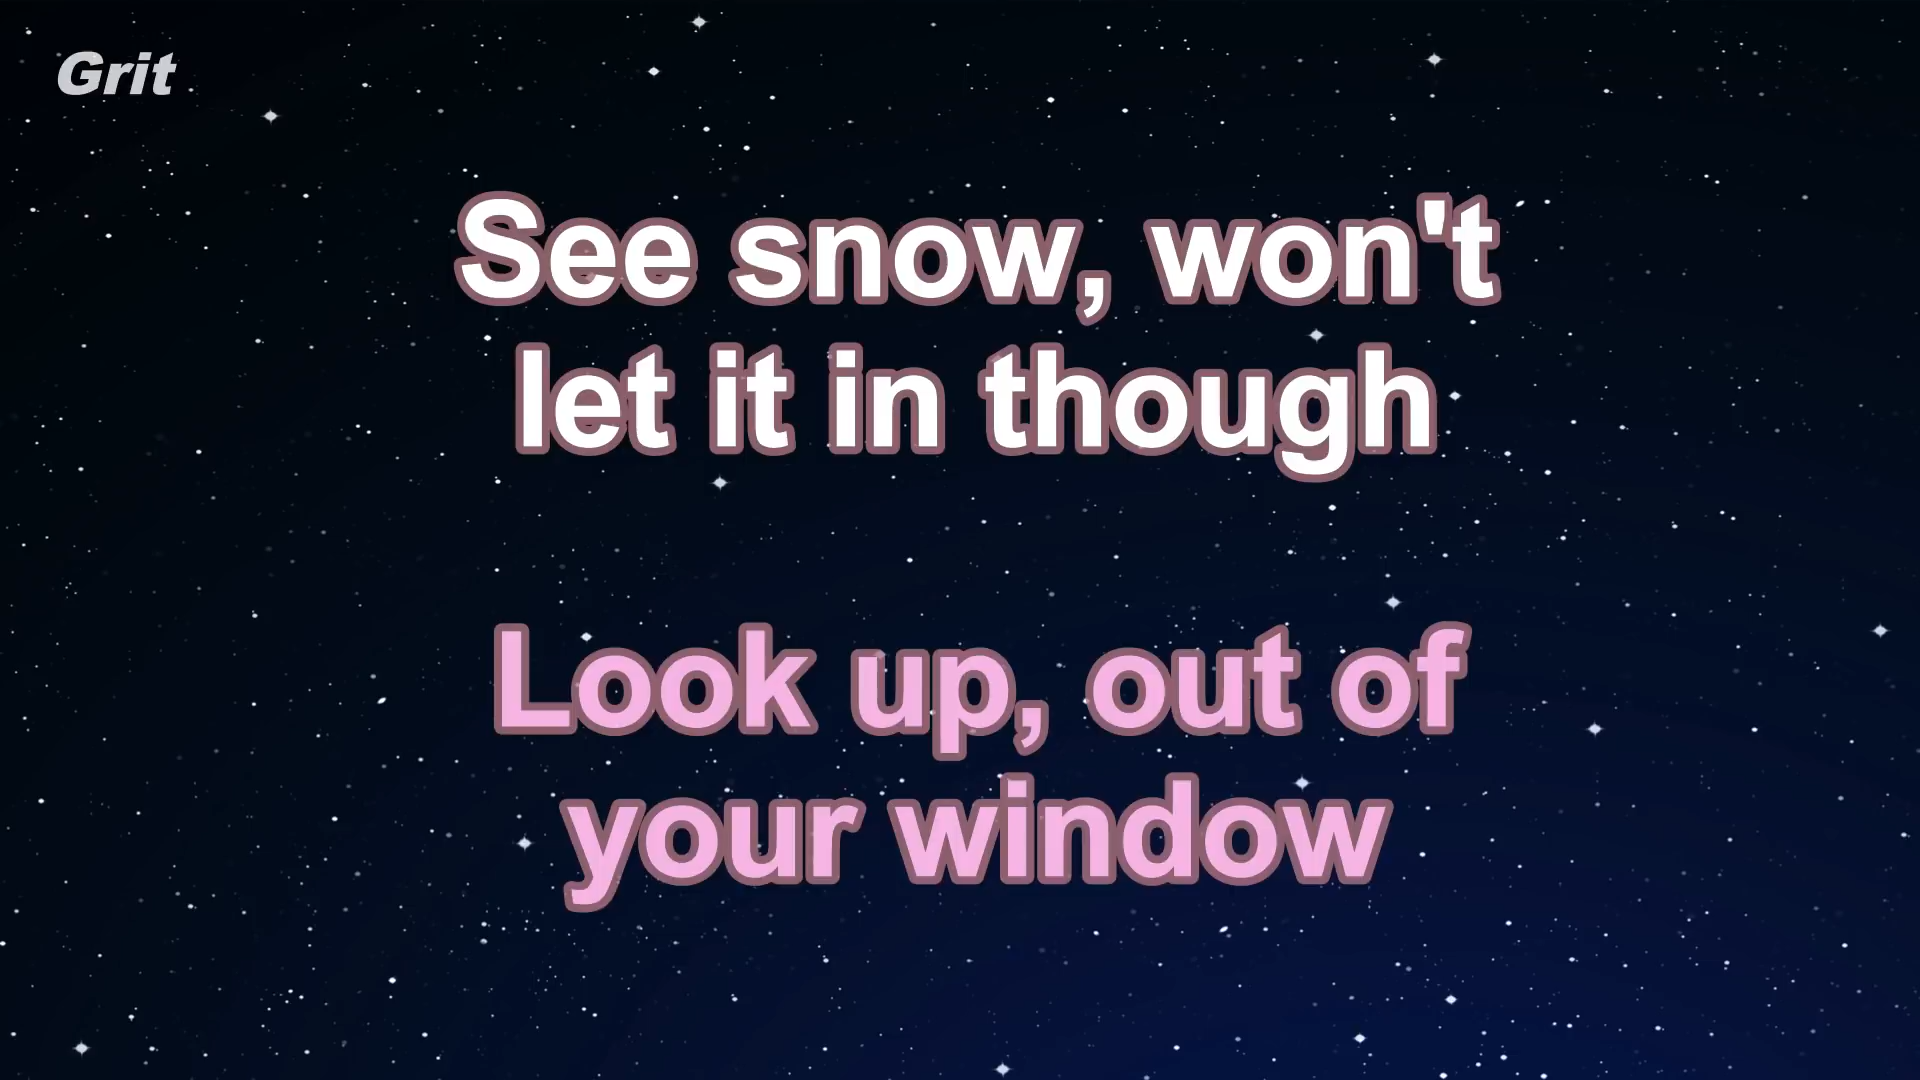 Grit
See snow, won't
let it in though
Look up, out of
your window